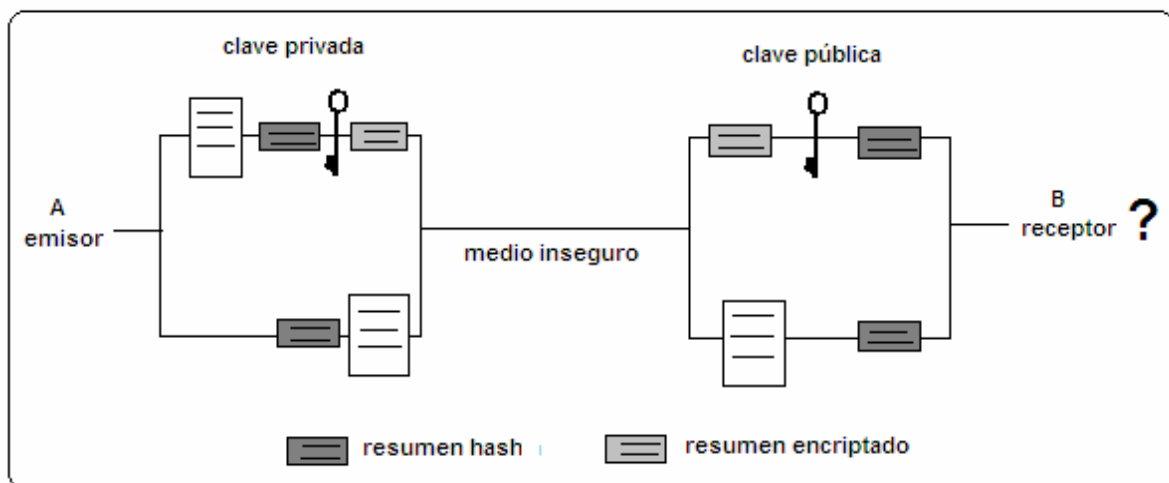 clave privada
clave pública
A
emisor
medio inseguro
B
receptor ?
resumen hash
resumen encriptado